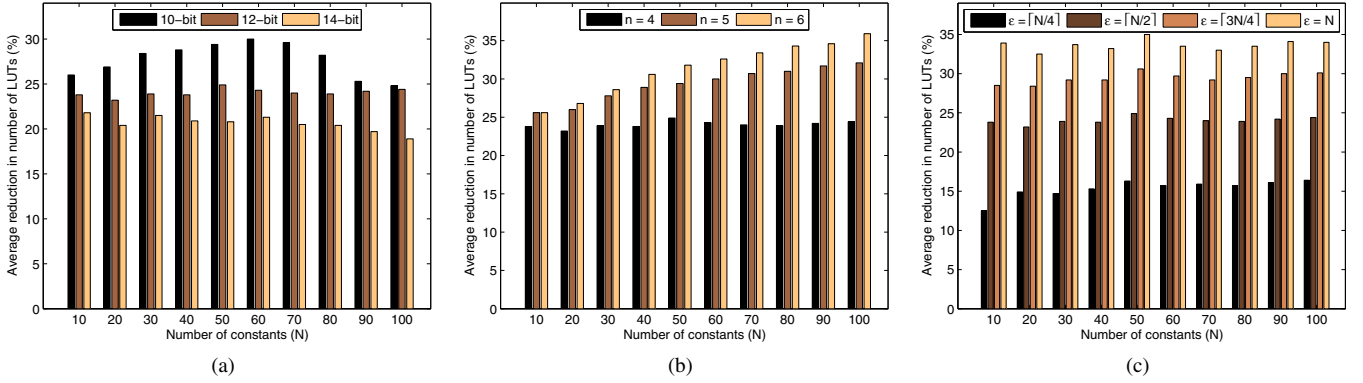 10-bit 12-bit 14-bit
Average reduction in number of LUTs (%)
30
25
20
15
10
5
0
10 20 30 40 50 60 70 80 90 100
Number of constants (N)
(a)
n = 4 n = 5 n = 6
Average reduction in number of LUTs (%)
35
30
25
20
15
10
5
0
10 20 30 40 50 60 70 80 90 100
Number of constants (N)
(b)
ε = ⌈N/4⌉ ε = ⌈N/2⌉ ε = ⌈3N/4⌉ ε = N
Average reduction in number of LUTs (%)
35
30
25
20
15
10
5
0
10 20 30 40 50 60 70 80 90 100
Number of constants (N)
(c)